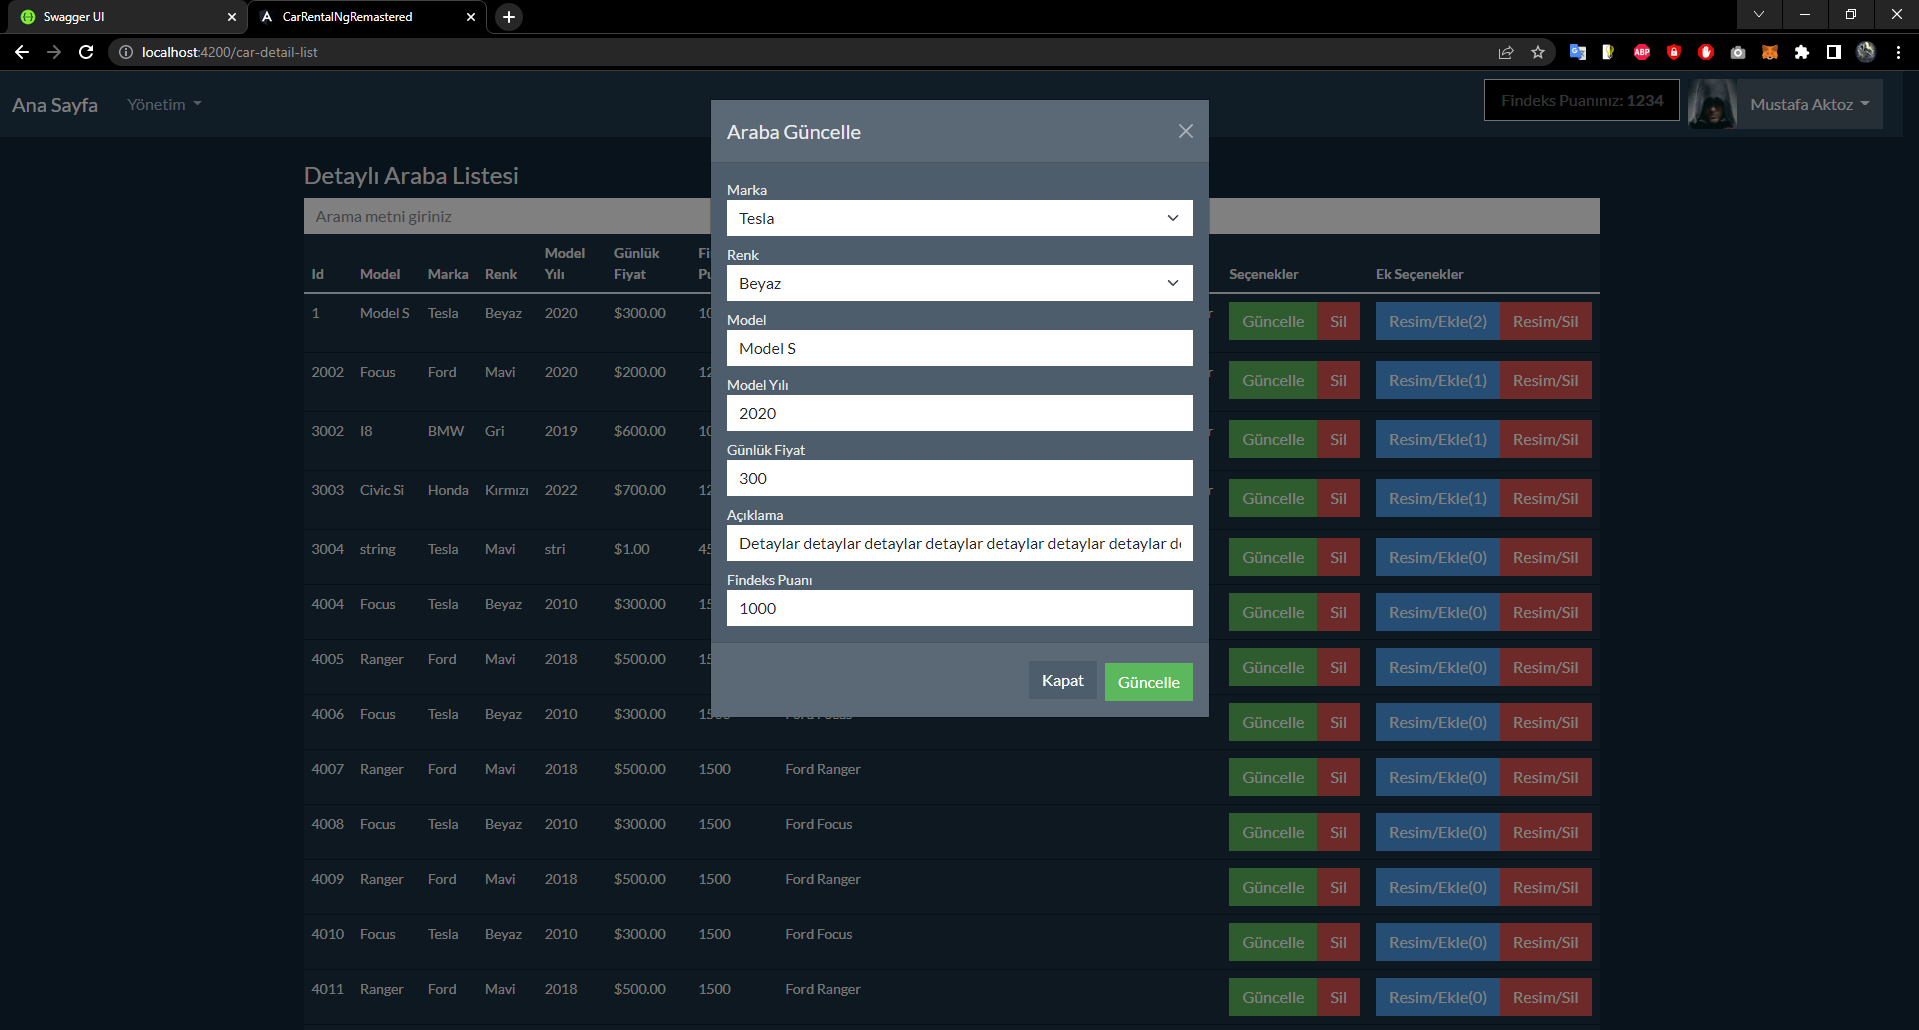 Swagger UI
CarRentalNgRemastered
localhost:4200/car-detail-list
ABP
Ana Sayfa
Yönetim
Findeks Puanınız: 1234
Mustafa Aktoz
Araba Güncelle
Marka
Tesla
Renk
Beyaz
Model
Model S
Model Yılı
2020
Günlük Fiyat
300
Açıklama
Detaylar detaylar detaylar detaylar detaylar detaylar detaylar
Findeks Puanı
1000
Kapat Güncelle
Detaylı Araba Listesi
Arama metni giriniz
Id Model Marka Renk Model Yılı Günlük Fiyat Seçenekler Ek Seçenekler
1 Model S Tesla Beyaz 2020 $300.00 Güncelle Sil Resim/Ekle(2) Resim/Sil
2002 Focus Ford Mavi 2020 $200.00 Güncelle Sil Resim/Ekle(1) Resim/Sil
3002 I8 BMW Gri 2019 $600.00 Güncelle Sil Resim/Ekle(1) Resim/Sil
3003 Civic Si Honda Kırmızı 2022 $700.00 Güncelle Sil Resim/Ekle(1) Resim/Sil
3004 string Tesla Mavi stri $1.00 Güncelle Sil Resim/Ekle(0) Resim/Sil
4004 Focus Tesla Beyaz 2010 $300.00 Güncelle Sil Resim/Ekle(0) Resim/Sil
4005 Ranger Ford Mavi 2018 $500.00 Güncelle Sil Resim/Ekle(0) Resim/Sil
4006 Focus Tesla Beyaz 2010 $300.00 1500 Ford Focus Güncelle Sil Resim/Ekle(0) Resim/Sil
4007 Ranger Ford Mavi 2018 $500.00 1500 Ford Ranger Güncelle Sil Resim/Ekle(0) Resim/Sil
4008 Focus Tesla Beyaz 2010 $300.00 1500 Ford Focus Güncelle Sil Resim/Ekle(0) Resim/Sil
4009 Ranger Ford Mavi 2018 $500.00 1500 Ford Ranger Güncelle Sil Resim/Ekle(0) Resim/Sil
4010 Focus Tesla Beyaz 2010 $300.00 1500 Ford Focus Güncelle Sil Resim/Ekle(0) Resim/Sil
4011 Ranger Ford Mavi 2018 $500.00 1500 Ford Ranger Güncelle Sil Resim/Ekle(0) Resim/Sil